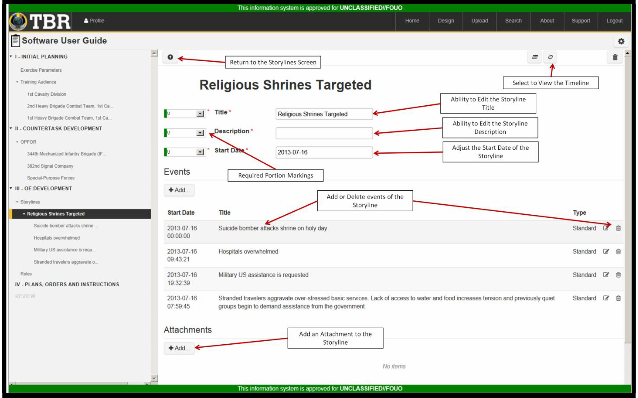 This information system is approved for UNCLASSIFIED//FOUO
TBR
Profile
Home Design Upload Search About Support Logout
Software User Guide
I - INITIAL PLANNING
Exercise Parameters
Training Audience
1st Cavalry Division
2nd Heavy Brigade Combat Team, 1st Ca...
1st Heavy Brigade Combat Team, 1st Ca...
II - COUNTERTASK DEVELOPMENT
OPFOR
344th Mechanized Infantry Brigade (IF...
382nd Signal Company
Special-Purpose Forces
III - OE DEVELOPMENT
Storylines
Religious Shrines Targeted
Suicide bomber attacks shrine ...
Hospitals overwhelmed
Military US assistance is requ...
Stranded travelers aggravate o...
Roles
IV - PLANS, ORDERS AND INSTRUCTIONS
REVIEW
Return to the Storylines Screen
Select to View the Timeline
Religious Shrines Targeted
Ability to Edit the Storyline
Title
U * Title * Religious Shrines Targeted
Ability to Edit the Storyline
Description
U * Description *
Adjust the Start Date of the
Storyline
U * Start Date * 2013-07-16
Required Portion Markings
Events
+ Add...
Add or Delete events of the
Storyline
Start Date Title Type
2013-07-16 00:00:00 Suicide bomber attacks shrine on holy day Standard
2013-07-16 09:43:21 Hospitals overwhelmed Standard
2013-07-16 19:32:39 Military US assistance is requested Standard
2013-07-16 07:59:45 Stranded travelers aggravate over-stressed basic services. Lack of access to water and food increases tension and previously quiet Standard
groups begin to demand assistance from the government
Attachments
Add an Attachment to the
Storyline
+ Add...
No items
This information system is approved for UNCLASSIFIED//FOUO